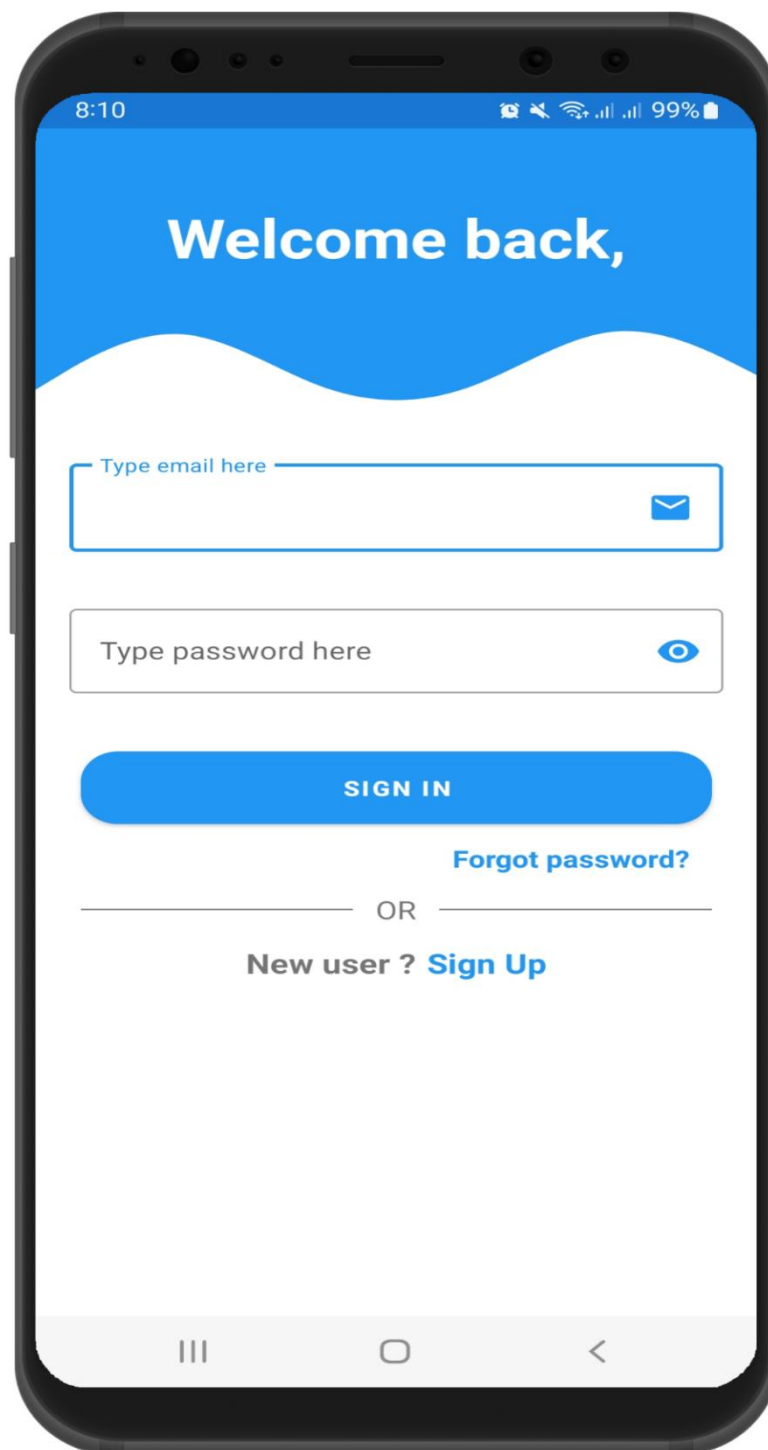 8:10 99%
Welcome back,
Type email here
Type password here
SIGN IN
Forgot password?
OR
New user ? Sign Up